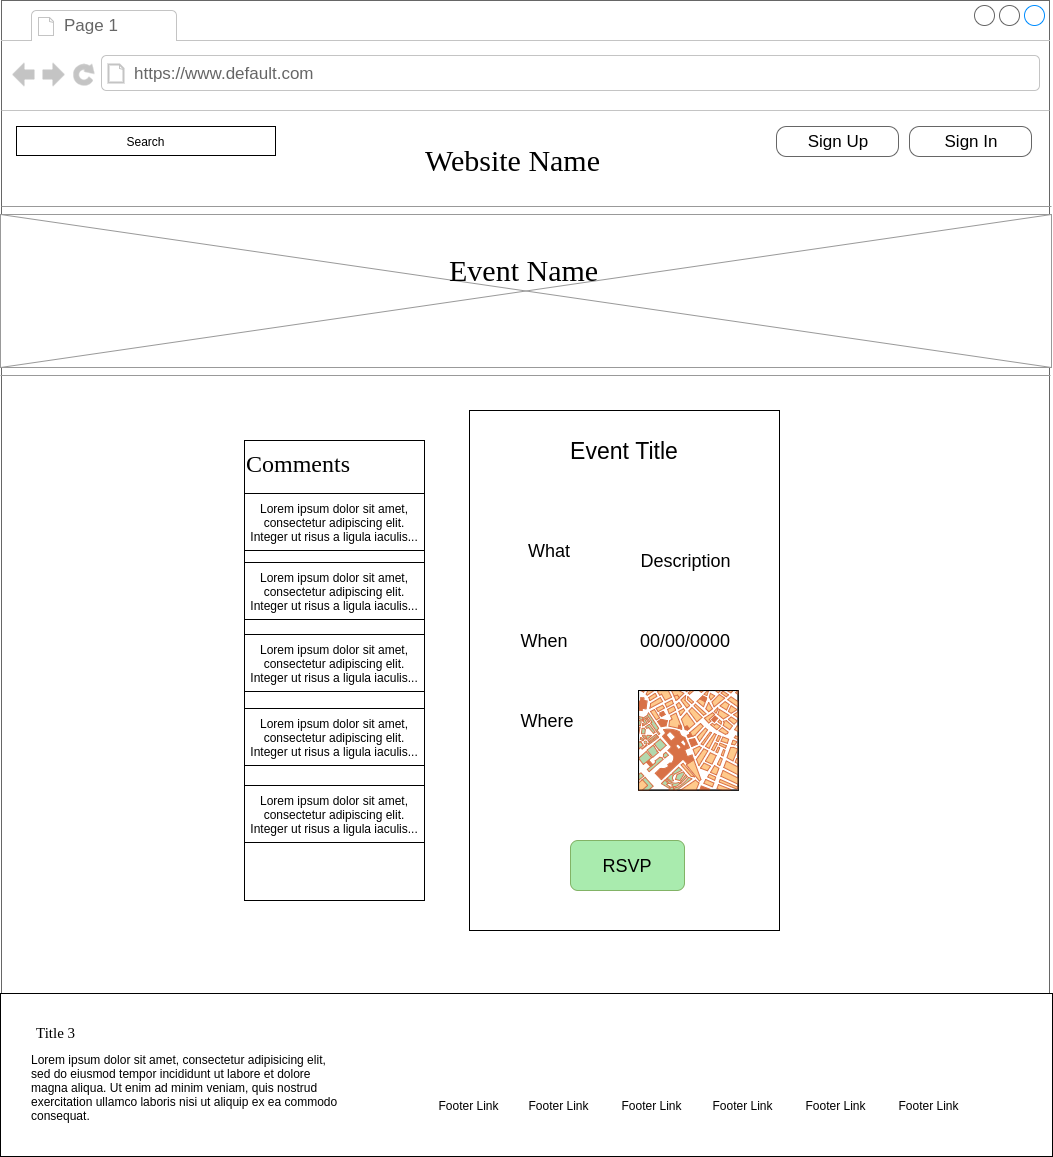 Page 1
https://www.default.com
Search
Sign Up
Sign In
Website Name
Event Name
Comments
Lorem ipsum dolor sit amet,
consectetur adipiscing elit.
Integer ut risus a ligula iaculis...
Lorem ipsum dolor sit amet,
consectetur adipiscing elit.
Integer ut risus a ligula iaculis...
Lorem ipsum dolor sit amet,
consectetur adipiscing elit.
Integer ut risus a ligula iaculis...
Lorem ipsum dolor sit amet,
consectetur adipiscing elit.
Integer ut risus a ligula iaculis...
Lorem ipsum dolor sit amet,
consectetur adipiscing elit.
Integer ut risus a ligula iaculis...
Event Title
What
Description
When
00/00/0000
Where
RSVP
Title 3
Lorem ipsum dolor sit amet, consectetur adipisicing elit,
sed do eiusmod tempor incididunt ut labore et dolore
magna aliqua. Ut enim ad minim veniam, quis nostrud
exercitation ullamco laboris nisi ut aliquip ex ea commodo
consequat.
Footer Link
Footer Link
Footer Link
Footer Link
Footer Link
Footer Link